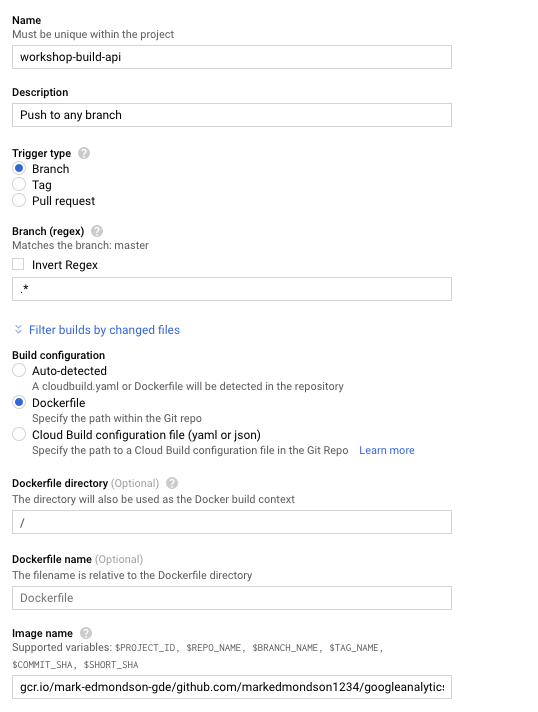 Name
Must be unique within the project
workshop-build-api
Description
Push to any branch
Trigger type ?
Branch
Tag
Pull request
Branch (regex) ?
Matches the branch: master
Invert Regex
.*
Filter builds by changed files
Build configuration
Auto-detected
A cloudbuild.yaml or Dockerfile will be detected in the repository
Dockerfile
Specify the path within the Git repo
Cloud Build configuration file (yaml or json)
Specify the path to a Cloud Build configuration file in the Git Repo Learn more
Dockerfile directory (Optional) ?
The directory will also be used as the Docker build context
/
Dockerfile name (Optional)
The filename is relative to the Dockerfile directory
Dockerfile
Image name ?
Supported variables: $PROJECT_ID, $REPO_NAME, $BRANCH_NAME, $TAG_NAME,
$COMMIT_SHA, $SHORT_SHA
gcr.io/mark-edmondson-gde/github.com/markedmondson1234/googleanalytics